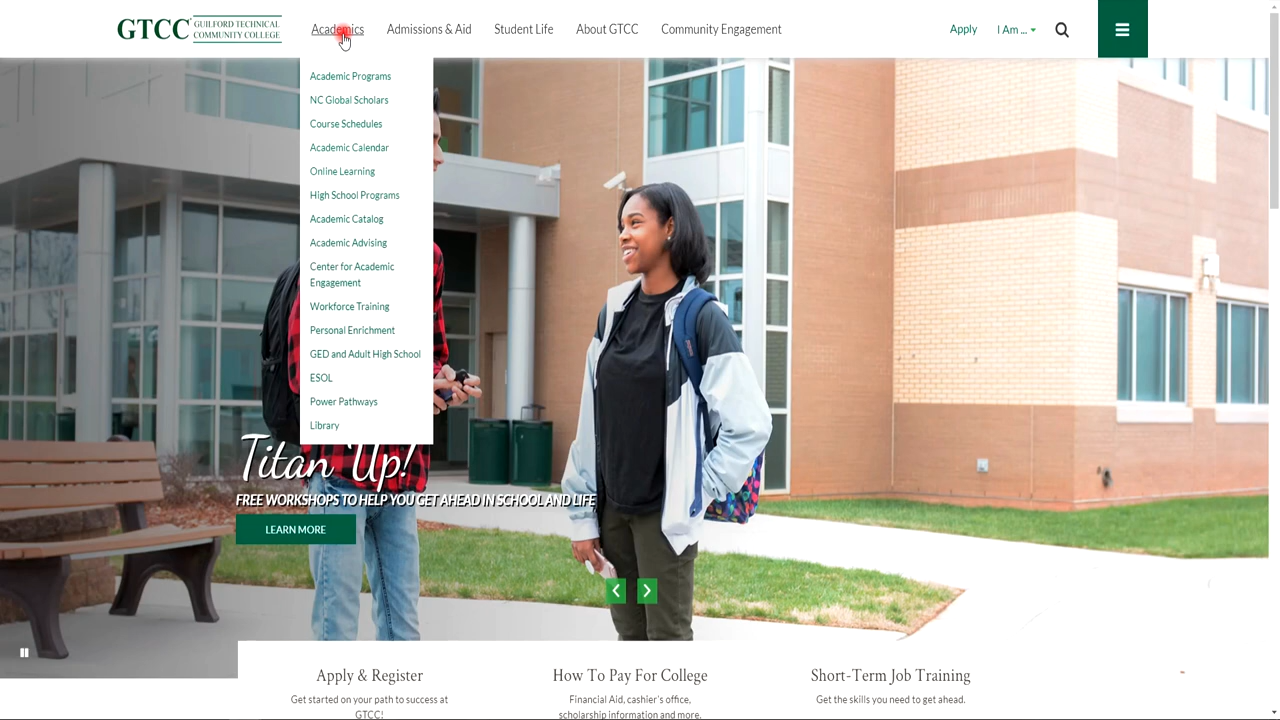 GTCC GUILFORD TECHNICAL
COMMUNITY COLLEGE
Academics
Admissions & Aid
Student Life
About GTCC
Community Engagement
Apply
I Am ...
Academic Programs
NC Global Scholars
Course Schedules
Academic Calendar
Online Learning
High School Programs
Academic Catalog
Academic Advising
Center for Academic
Engagement
Workforce Training
Personal Enrichment
GED and Adult High School
ESOL
Power Pathways
Library
Titan Up!
FREE WORKSHOPS TO HELP YOU GET AHEAD IN SCHOOL AND LIFE
LEARN MORE
Apply & Register
Get started on your path to success at
GTCC!
How To Pay For College
Financial Aid, cashier's office,
scholarship information and more.
Short-Term Job Training
Get the skills you need to get ahead.